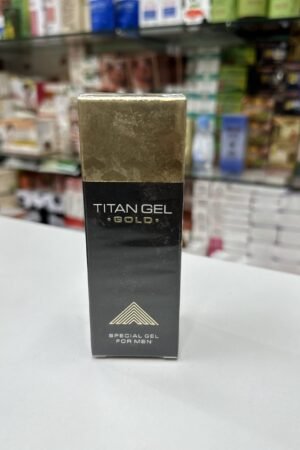 TITAN GEL
GOLD
SPECIAL GEL
FOR MEN